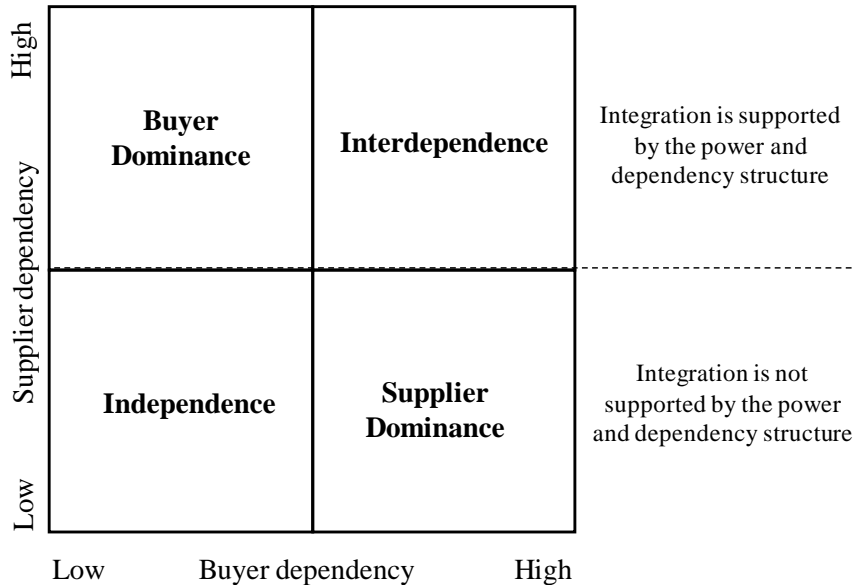 High
Supplier dependency
Low
Buyer
Dominance
Interdependence
Integration is supported
by the power and
dependency structure
Independence
Supplier
Dominance
Integration is not
supported by the power
and dependency structure
Low
Buyer dependency
High